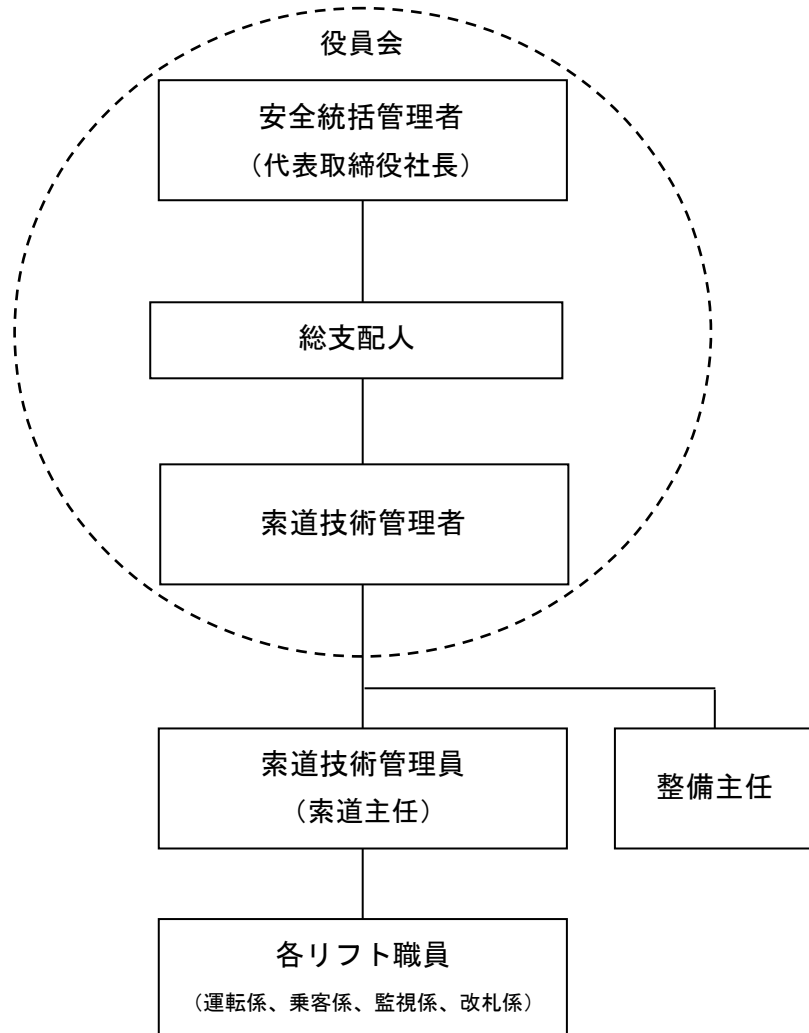 役員会
安全統括管理者
（代表取締役社長）
総支配人
索道技術管理者
索道技術管理員
（索道主任）
整備主任
各リフト職員
（運転係、乗客係、監視係、改札係）